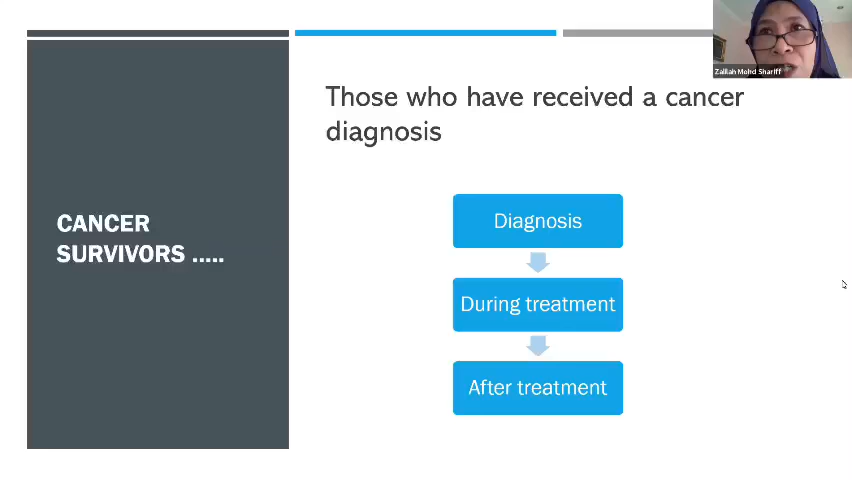 Zalilah Mohd Shariff
Those who have received a cancer
diagnosis
CANCER
SURVIVORS .....
Diagnosis
During treatment
After treatment